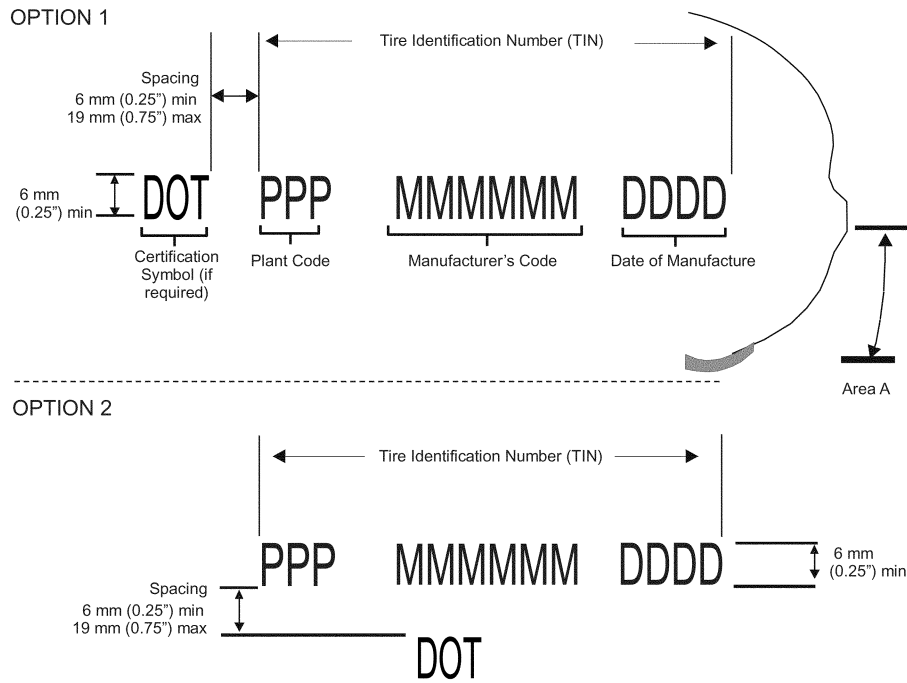 OPTION 1
Tire Identification Number (TIN)
Spacing
6 mm (0.25”) min
19 mm (0.75”) max
6 mm
(0.25”) min
DOT PPP MMMMMM DDDD
Certification
Symbol (if
required)
Plant Code
Manufacturer’s Code
Date of Manufacture
Area A
OPTION 2
Tire Identification Number (TIN)
PPP MMMMMM DDDD
6 mm
(0.25”) min
Spacing
6 mm (0.25”) min
19 mm (0.75”) max
DOT